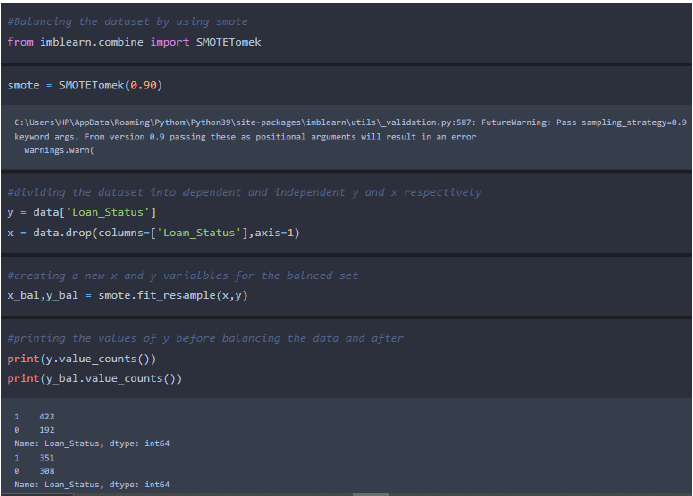 #Balancing the dataset by using smote
from imblearn.combine import SMOTETomek
smote = SMOTETomek(0.90)
C:\Users\HP\AppData\Roaming\Python\Python39\site-packages\imblearn\utils\_validation.py:587: FutureWarning: Pass sampling_strategy=0.9
keyword args. From version 0.9 passing these as positional arguments will result in an error
warnings.warn(
#dividing the dataset into dependent and independent y and x respectively
y = data['Loan_Status']
x = data.drop(columns=['Loan_Status'],axis=1)
#creating a new x and y varialbles for the balnced set
x_bal,y_bal = smote.fit_resample(x,y)
#printing the values of y before balancing the data and after
print(y.value_counts())
print(y_bal.value_counts())
1 422
0 192
Name: Loan_Status, dtype: int64
1 351
0 308
Name: Loan_Status, dtype: int64